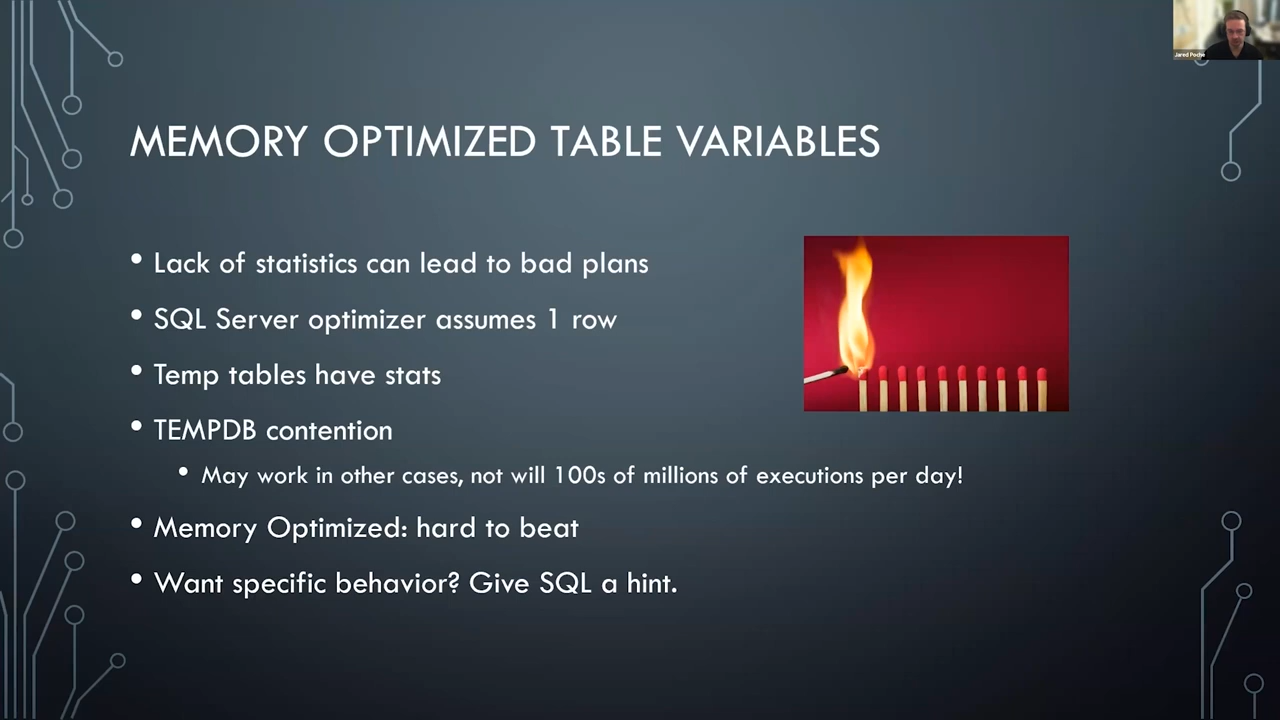 Jared Poche
MEMORY OPTIMIZED TABLE VARIABLES
• Lack of statistics can lead to bad plans
• SQL Server optimizer assumes 1 row
• Temp tables have stats
• TEMPDB contention
• May work in other cases, not will 100s of millions of executions per day!
• Memory Optimized: hard to beat
• Want specific behavior? Give SQL a hint.